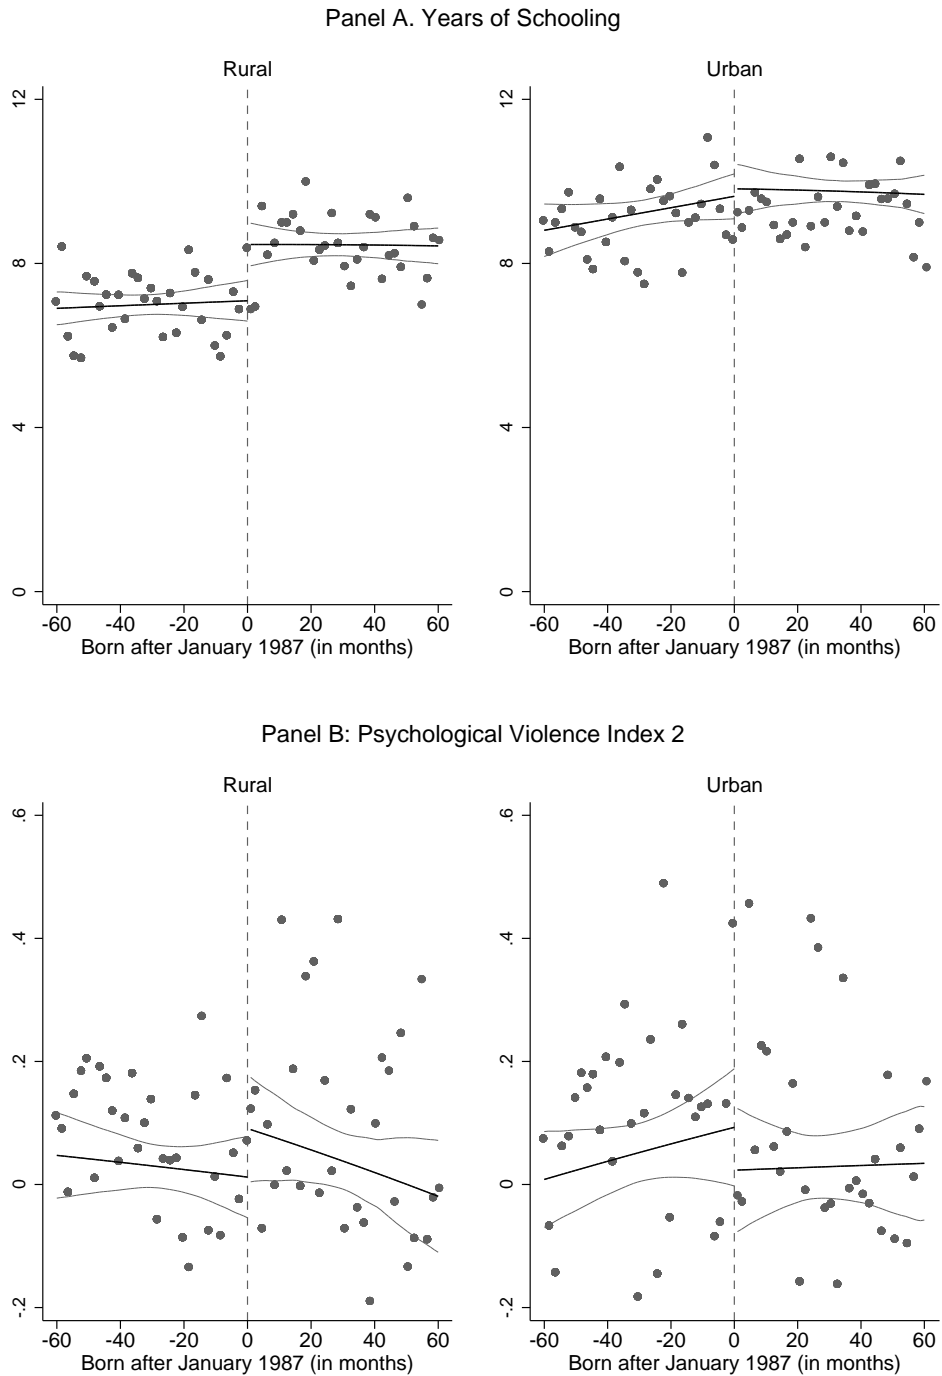 Panel A. Years of Schooling
Rural
Urban
12
8
4
0
-60 -40 -20 0 20 40 60
Born after January 1987 (in months)
12
8
4
0
-60 -40 -20 0 20 40 60
Born after January 1987 (in months)
Panel B: Psychological Violence Index 2
Rural
Urban
.6
.4
.2
0
-.2
-60 -40 -20 0 20 40 60
Born after January 1987 (in months)
.6
.4
.2
0
-.2
-60 -40 -20 0 20 40 60
Born after January 1987 (in months)